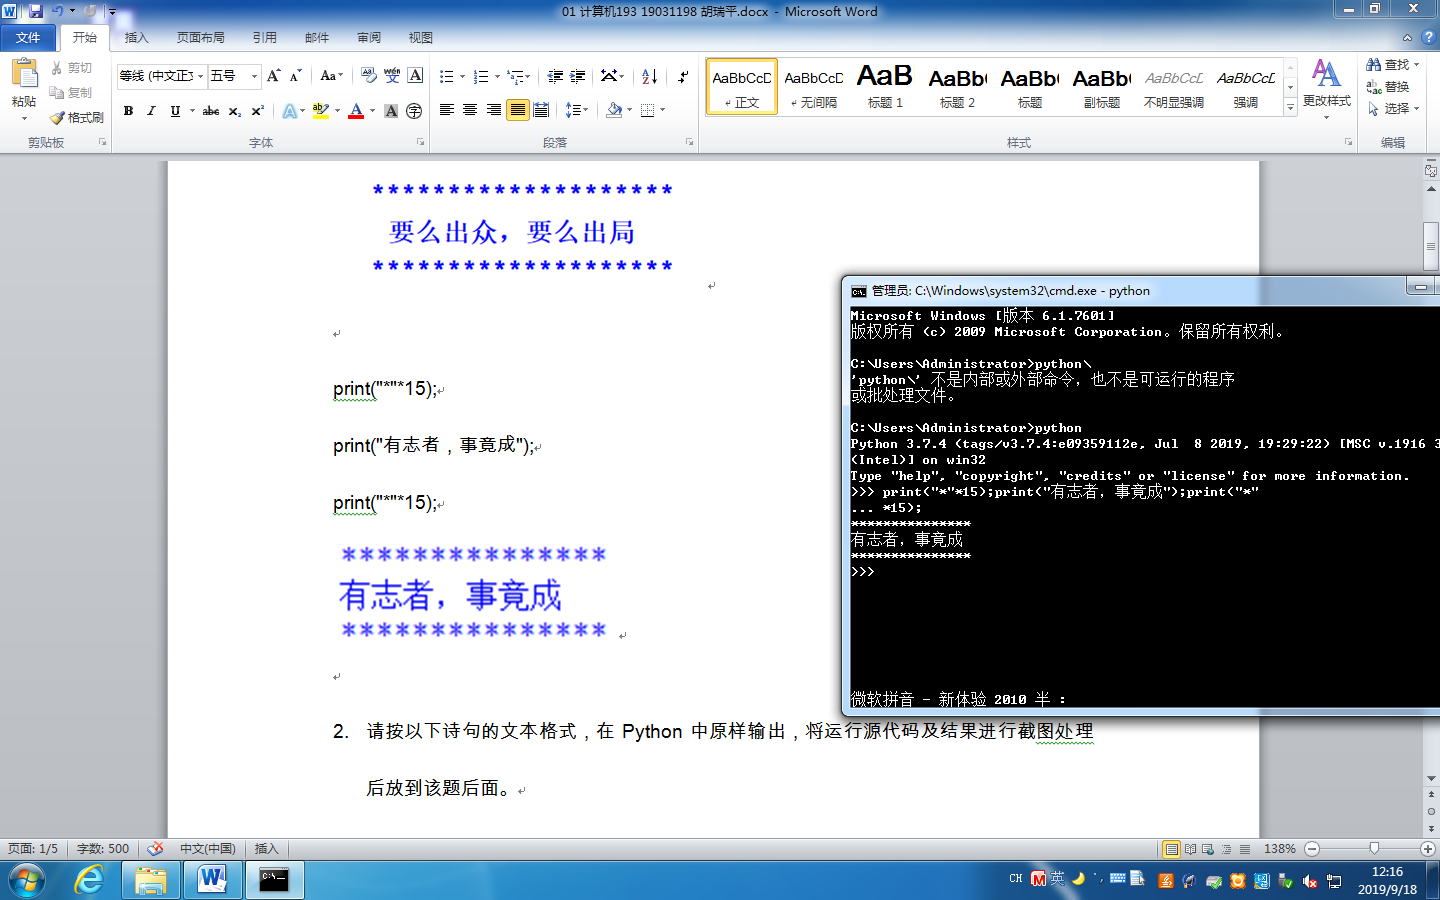 01 计算机193 19031198 胡瑞平.docx - Microsoft Word
文件 开始 插入 页面布局 引用 邮件 审阅 视图
粘贴
剪切
复制
格式刷
剪贴板
等线 (中文正文 五号
字体
段落
AaBbCcD AaBbCcD AaB AaBb( AaBb( AaBb( AaBbCcL AaBbCcL
正文 无间隔 标题 1 标题 2 标题 副标题 不明显强调 强调
更改样式
样式
查找
替换
选择
编辑
********************
要么出众，要么出局
********************
print("*"*15);
print("有志者，事竟成");
print("*"*15);
***************
有志者，事竟成
***************
2. 请按以下诗句的文本格式，在 Python 中原样输出，将运行源代码及结果进行截图处理
后放到该题后面。
管理员: C:\Windows\system32\cmd.exe - python
Microsoft Windows [版本 6.1.7601]
版权所有 (c) 2009 Microsoft Corporation。保留所有权利。
C:\Users\Administrator>python\
'python\' 不是内部或外部命令，也不是可运行的程序
或批处理文件。
C:\Users\Administrator>python
Python 3.7.4 (tags/v3.7.4:e09359112e, Jul  8 2019, 19:29:22) [MSC v.1916 3
(Intel)] on win32
Type "help", "copyright", "credits" or "license" for more information.
>>> print("*"*15);print("有志者，事竟成");print("*"
... *15);
***************
有志者，事竟成
***************
>>>
微软拼音 - 新体验 2010 半 :
页面: 1/5 字数: 500 中文(中国) 插入 138%
CH 英 12:16
2019/9/18